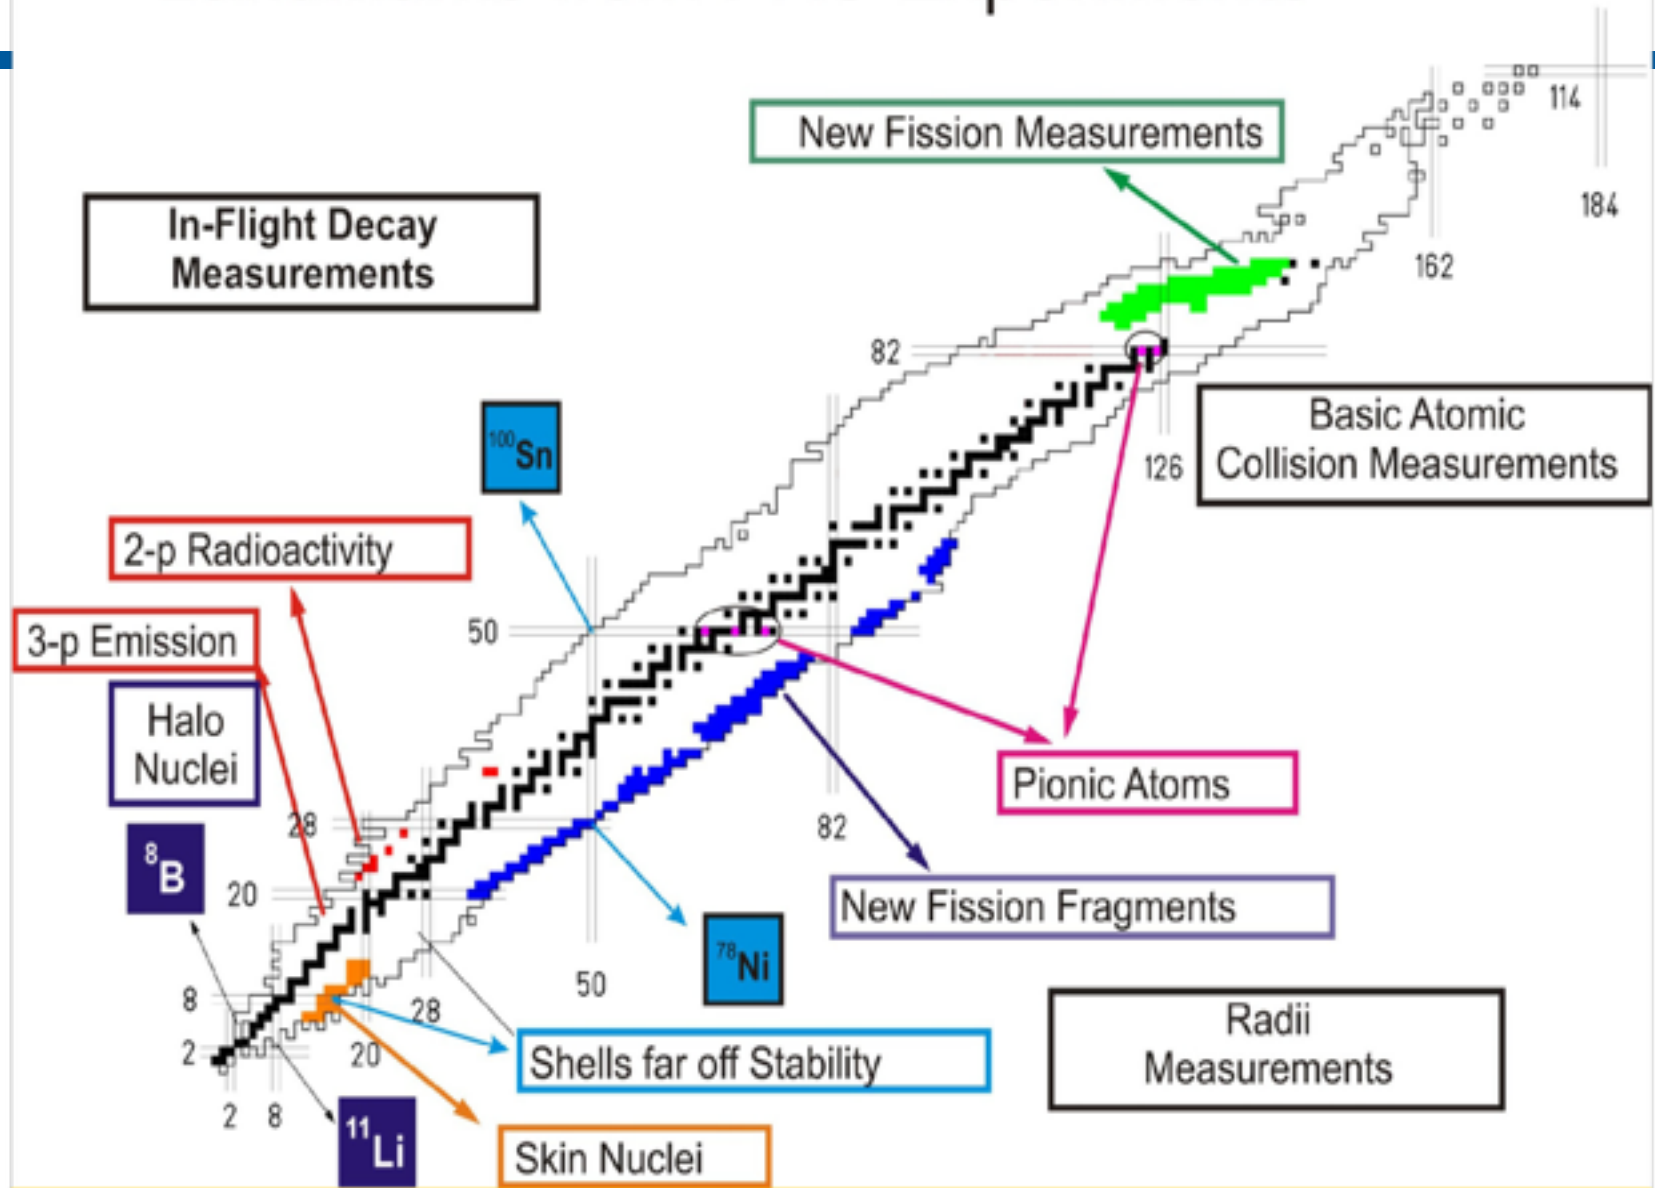 114
New Fission Measurements
184
In-Flight Decay
Measurements
162
82
Basic Atomic
Collision Measurements
126
100Sn
2-p Radioactivity
50
3-p Emission
Halo
Nuclei
Pionic Atoms
28
82
8B
20
New Fission Fragments
78Ni
50
8
28
Radii
Measurements
2
20
Shells far off Stability
2
8
11Li
Skin Nuclei